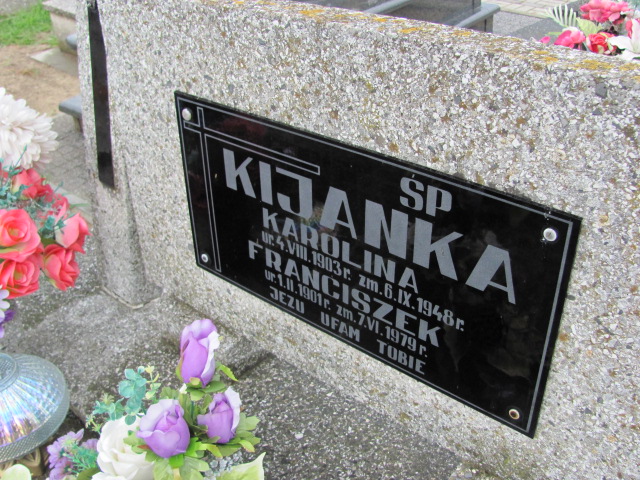 ŚP
KIJANKA
KAROLINA
ur. 4.VIII.1903 r. zm. 6.IX.1948 r.
FRANCISZEK
ur. 1.II.1901 r. zm. 7.VI.1979 r.
JEZU UFAM TOBIE